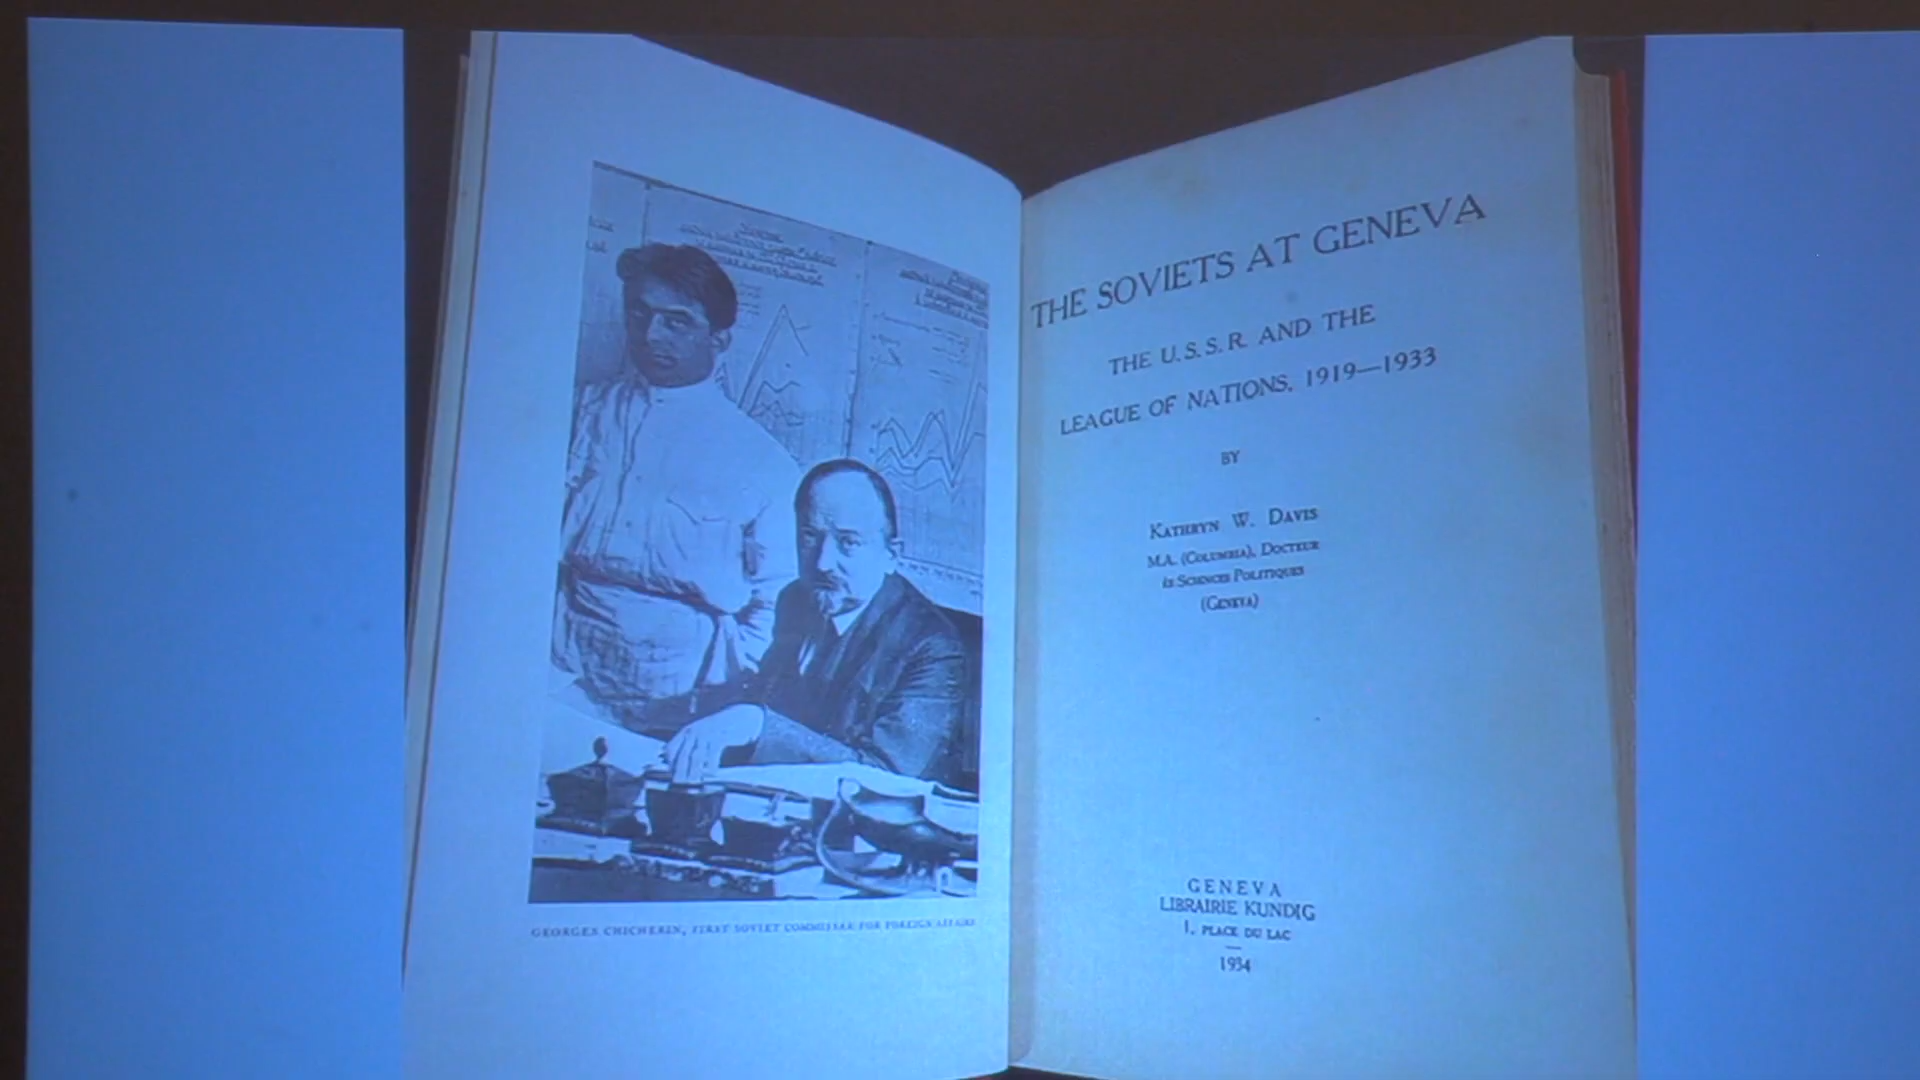 GEORGES CHICHERIN, FIRST SOVIET COMMISSAR FOR FOREIGN AFFAIRS
THE SOVIETS AT GENEVA
THE U.S.S.R. AND THE
LEAGUE OF NATIONS, 1919—1933
BY
KATHRYN W. DAVIS
M.A. (COLUMBIA), DOCTEUR
ès SCIENCES POLITIQUES
(GENEVA)
GENEVA
LIBRAIRIE KUNDIG
1, PLACE DU LAC
1934